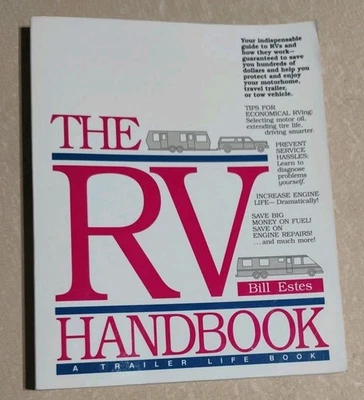 Your indispensable
guide to RVs and
how they work—
guaranteed to save
you hundreds of
dollars and help you
protect and enjoy
your motorhome,
travel trailer,
or tow vehicle.
TIPS FOR
ECONOMICAL RVing:
Selecting motor oil,
extending tire life,
driving smarter.
PREVENT
SERVICE
HASSLES:
Learn to
diagnose
problems
yourself.
INCREASE ENGINE
LIFE— Dramatically!
SAVE BIG
MONEY ON FUEL!
SAVE ON
ENGINE REPAIRS!
...and much more!
THE
RV
Bill Estes
HANDBOOK
A TRAILER LIFE BOOK